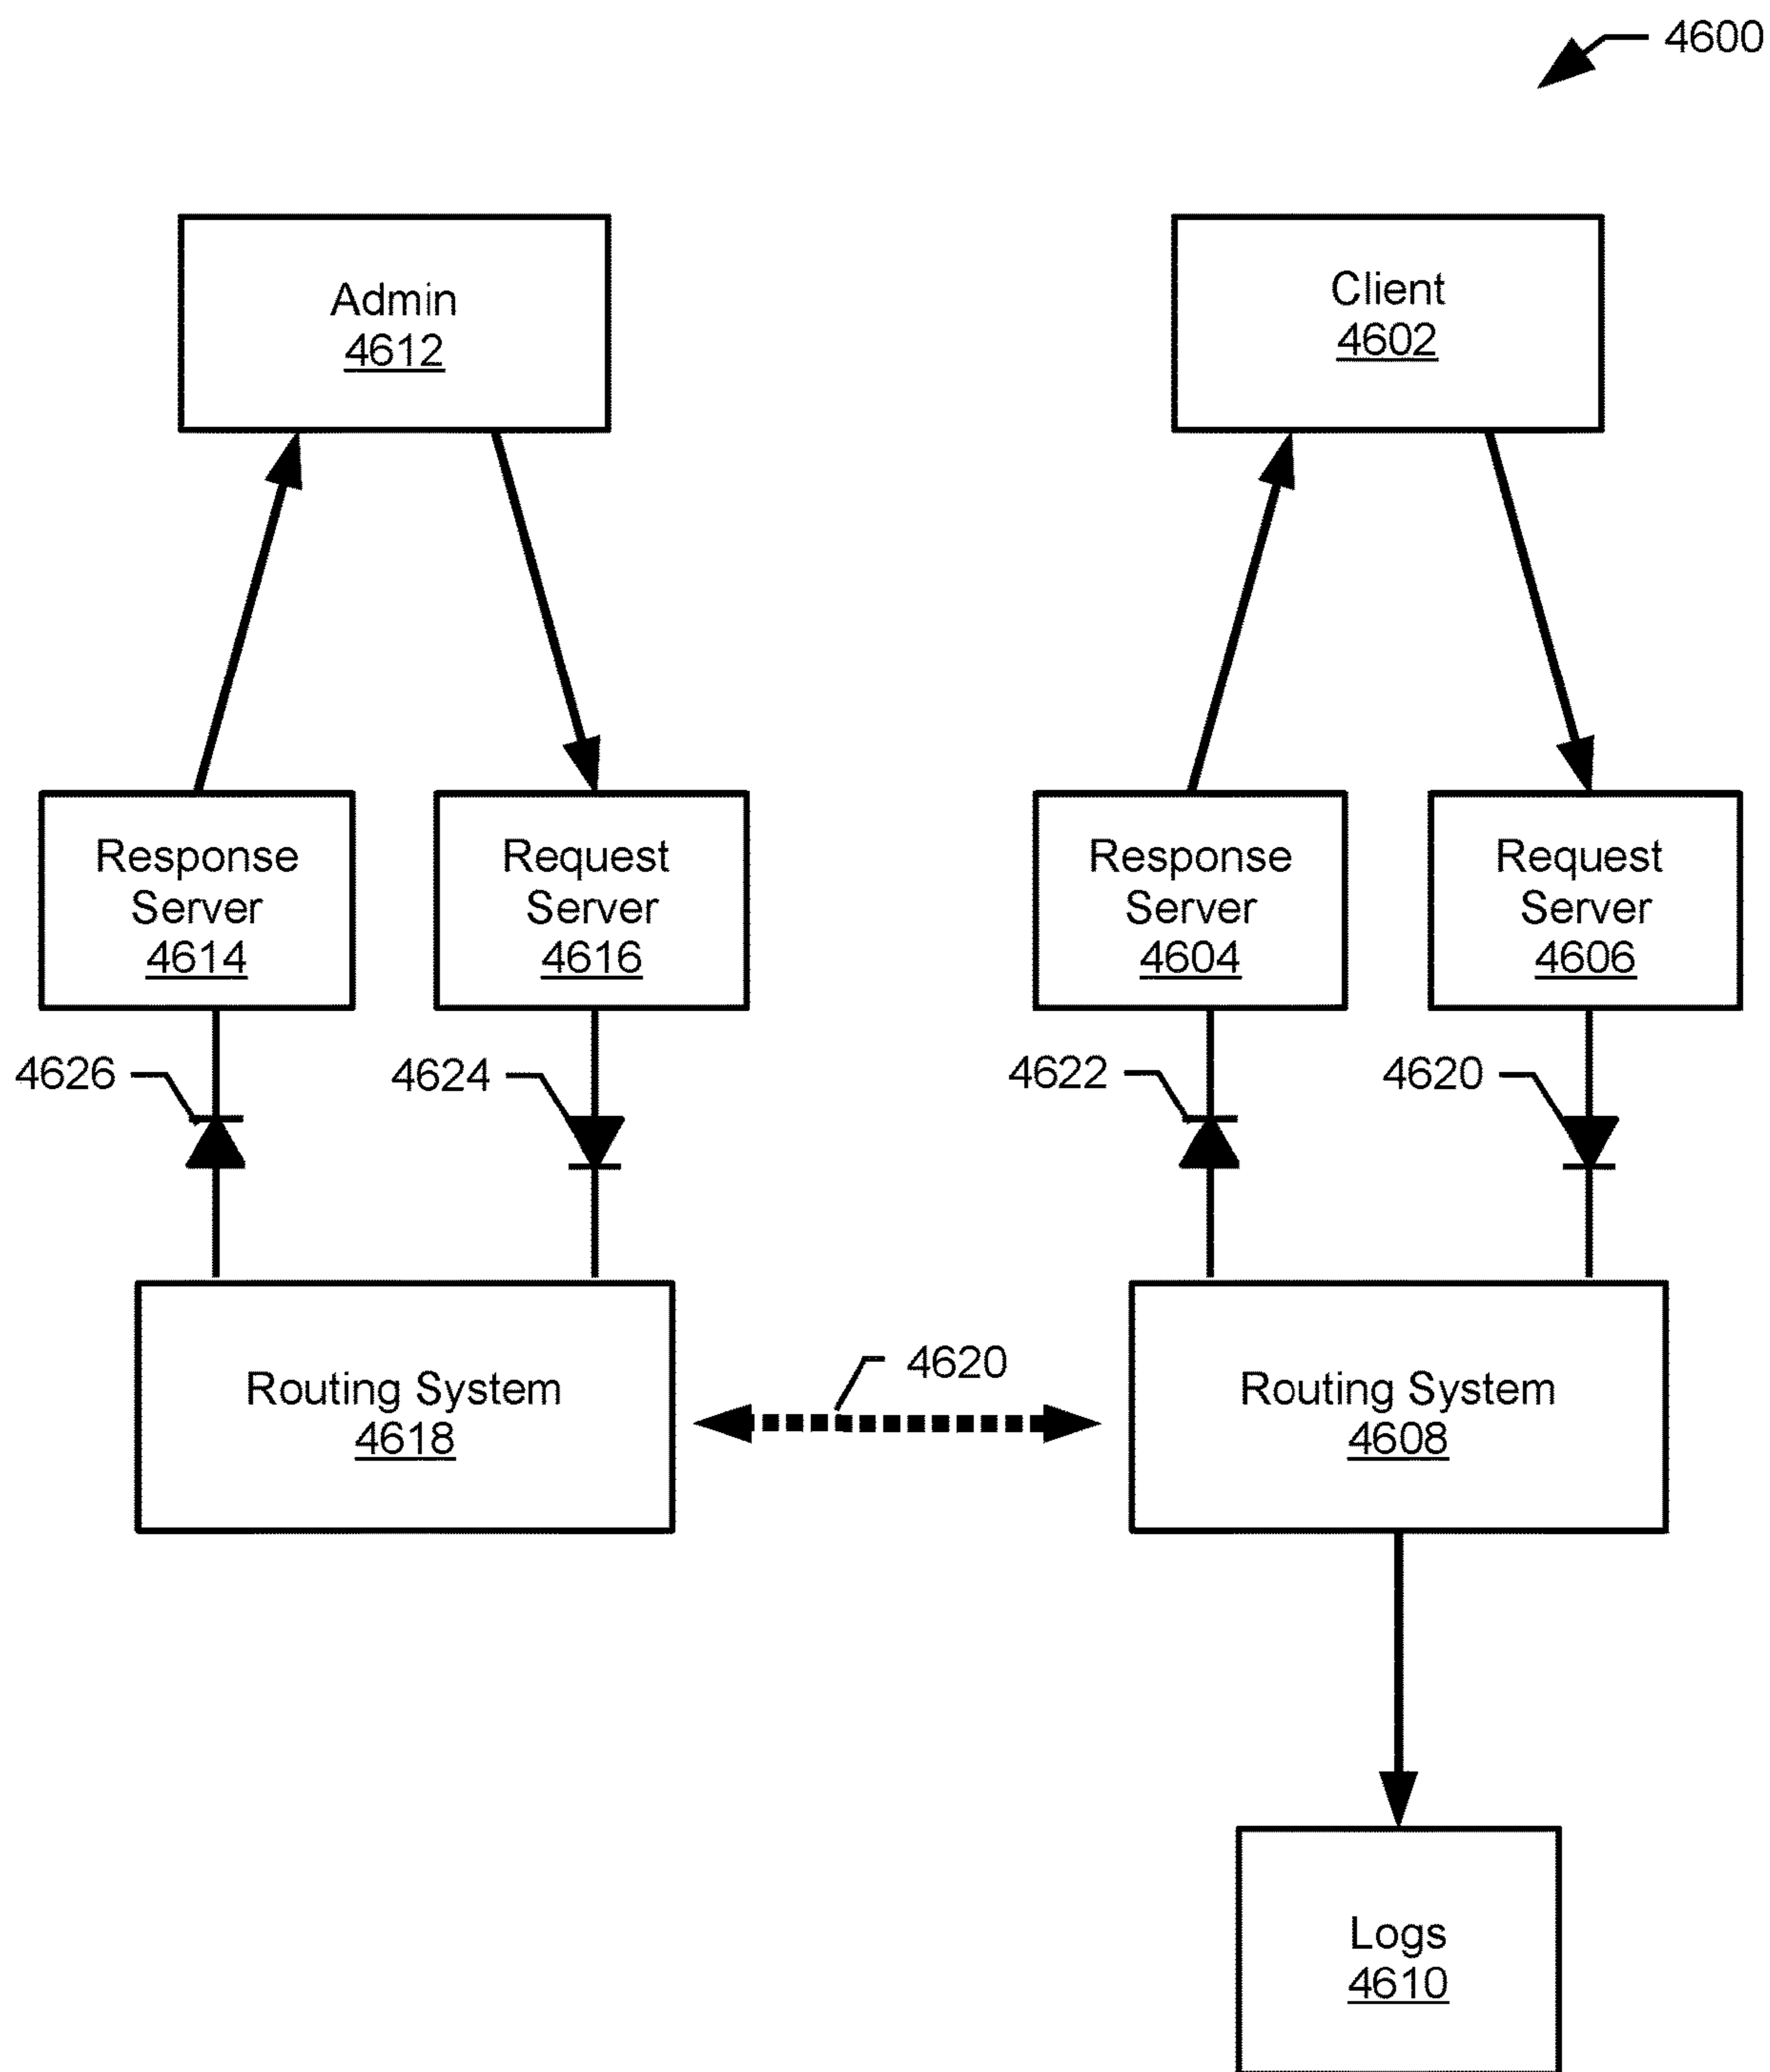 4600
Admin
4612
Client
4602
Response
Server
4614
Request
Server
4616
Response
Server
4604
Request
Server
4606
4626
4624
4622
4620
Routing System
4618
4620
Routing System
4608
Logs
4610